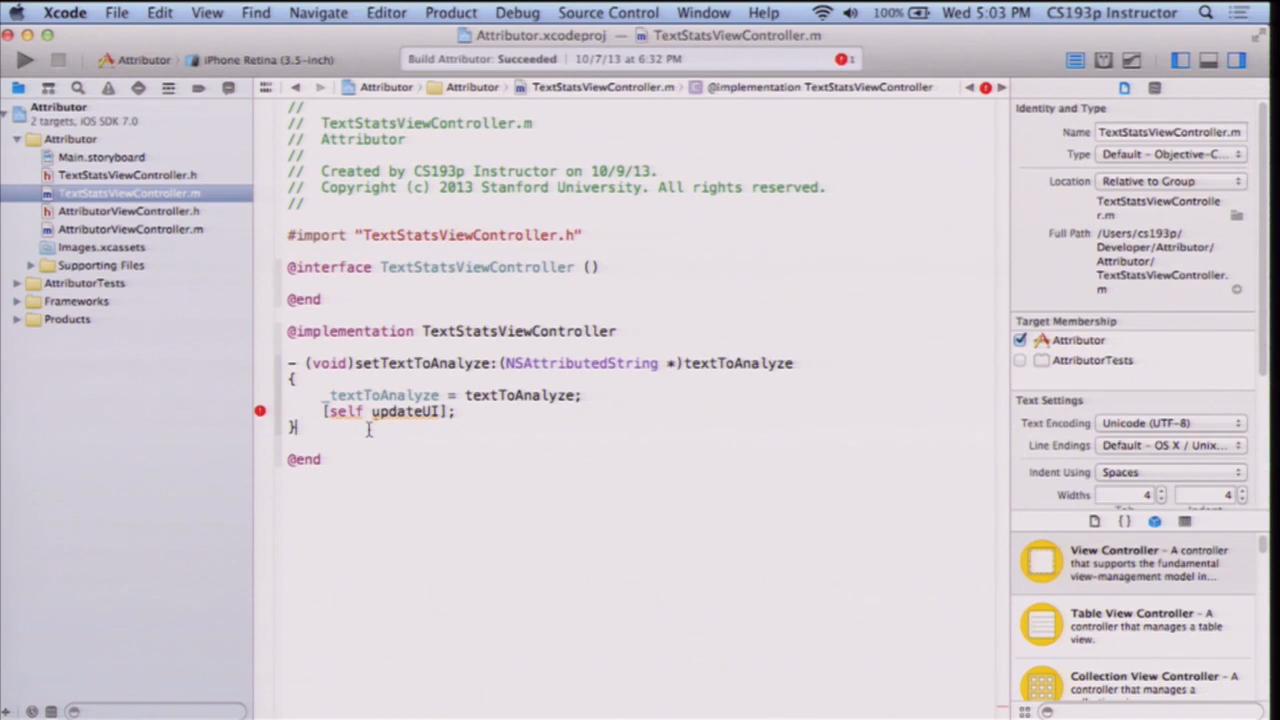 Xcode File Edit View Find Navigate Editor Product Debug Source Control Window Help 100% Wed 5:03 PM CS193p Instructor
Attributor.xcodeproj — TextStatsViewController.m
Attributor iPhone Retina (3.5-inch)
Build Attributor: Succeeded 10/7/13 at 6:32 PM 1
Attributor Attributor TextStatsViewController.m @implementation TextStatsViewController
Attributor
2 targets, iOS SDK 7.0
Attributor
Main.storyboard
TextStatsViewController.h
TextStatsViewController.m
AttributorViewController.h
AttributorViewController.m
Images.xcassets
Supporting Files
AttributorTests
Frameworks
Products
//
// TextStatsViewController.m
// Attributor
//
// Created by CS193p Instructor on 10/9/13.
// Copyright (c) 2013 Stanford University. All rights reserved.
//
#import "TextStatsViewController.h"
@interface TextStatsViewController ()
@end
@implementation TextStatsViewController
- (void)setTextToAnalyze:(NSAttributedString *)textToAnalyze
{
_textToAnalyze = textToAnalyze;
[self updateUI];
}
@end
Identity and Type
Name TextStatsViewController.m
Type Default - Objective-C...
Location Relative to Group
TextStatsViewControlle
r.m
Full Path /Users/cs193p/
Developer/Attributor/
Attributor/
TextStatsViewController.
m
Target Membership
Attributor
AttributorTests
Text Settings
Text Encoding Unicode (UTF-8)
Line Endings Default - OS X / Unix...
Indent Using Spaces
Widths 4 4
{ }
View Controller - A controller
that supports the fundamental
view-management model in...
Table View Controller - A
controller that manages a table
view.
Collection View Controller - A
controller that manages a